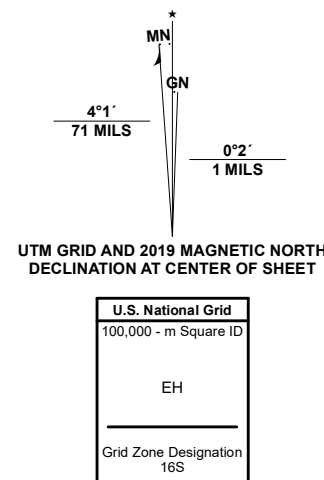 MN
GN
4°1´
71 MILS
0°2´
1 MILS
UTM GRID AND 2019 MAGNETIC NORTH
DECLINATION AT CENTER OF SHEET
U.S. National Grid
100,000 - m Square ID
EH
Grid Zone Designation
16S